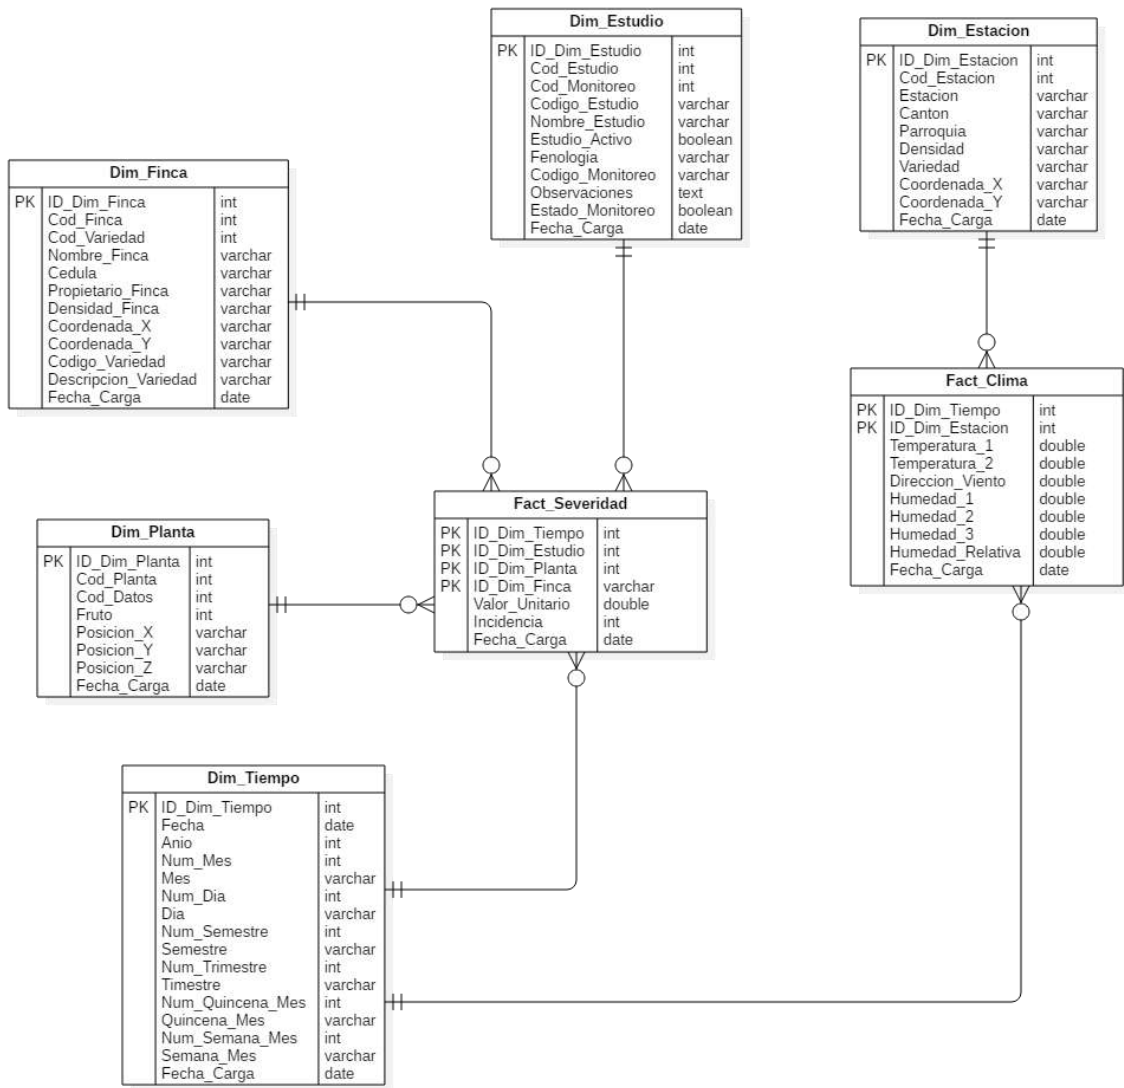 Dim_Estudio
PK ID_Dim_Estudio int
Cod_Estudio int
Cod_Monitoreo int
Codigo_Estudio varchar
Nombre_Estudio varchar
Estudio_Activo boolean
Fenologia varchar
Codigo_Monitoreo varchar
Observaciones text
Estado_Monitoreo boolean
Fecha_Carga date
Dim_Estacion
PK ID_Dim_Estacion int
Cod_Estacion int
Estacion varchar
Canton varchar
Parroquia varchar
Densidad varchar
Variedad varchar
Coordenada_X varchar
Coordenada_Y varchar
Fecha_Carga date
Dim_Finca
PK ID_Dim_Finca int
Cod_Finca int
Cod_Variedad int
Nombre_Finca varchar
Cedula varchar
Propietario_Finca varchar
Densidad_Finca varchar
Coordenada_X varchar
Coordenada_Y varchar
Codigo_Variedad varchar
Descripcion_Variedad varchar
Fecha_Carga date
Fact_Clima
PK ID_Dim_Tiempo int
PK ID_Dim_Estacion int
Temperatura_1 double
Temperatura_2 double
Direccion_Viento double
Humedad_1 double
Humedad_2 double
Humedad_3 double
Humedad_Relativa double
Fecha_Carga date
Fact_Severidad
PK ID_Dim_Tiempo int
PK ID_Dim_Estudio int
PK ID_Dim_Planta int
PK ID_Dim_Finca varchar
Valor_Unitario double
Incidencia int
Fecha_Carga date
Dim_Planta
PK ID_Dim_Planta int
Cod_Planta int
Cod_Datos int
Fruto int
Posicion_X varchar
Posicion_Y varchar
Posicion_Z varchar
Fecha_Carga date
Dim_Tiempo
PK ID_Dim_Tiempo int
Fecha date
Anio int
Num_Mes int
Mes varchar
Num_Dia int
Dia varchar
Num_Semestre int
Semestre varchar
Num_Trimestre int
Timestre varchar
Num_Quincena_Mes int
Quincena_Mes varchar
Num_Semana_Mes int
Semana_Mes varchar
Fecha_Carga date